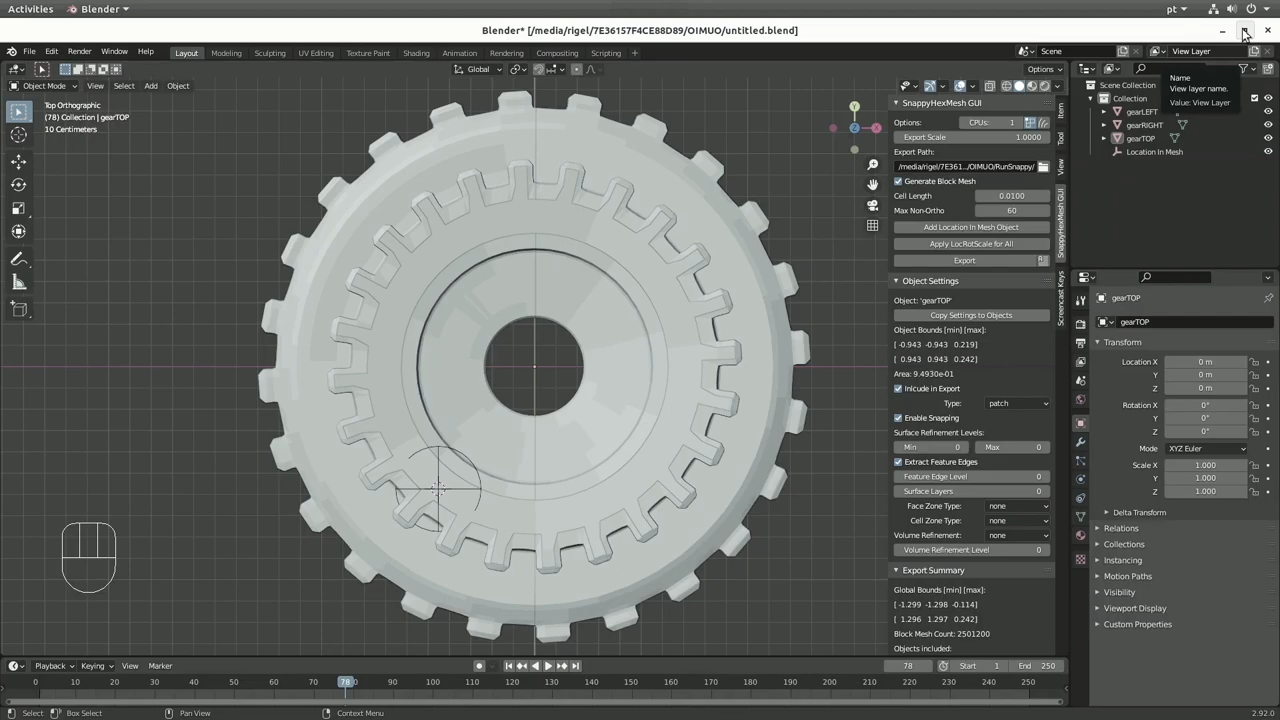 Activities
Blender
pt
Blender* [/media/rigel/7E36157F4CE88D89/OIMUO/untitled.blend]
File Edit Render Window Help
Layout Modeling Sculpting UV Editing Texture Paint Shading Animation Rendering Compositing Scripting
Scene
View Layer
Global
Options
Object Mode View Select Add Object
Top Orthographic
(78) Collection | gearTOP
10 Centimeters
Y
X
Z
SnappyHexMesh GUI
Options: CPUs: 1
Export Scale 1.0000
Export Path:
/media/rigel/7E361.../OIMUO/RunSnappy/
Generate Block Mesh
Cell Length 0.0100
Max Non-Ortho 60
Add Location In Mesh Object
Apply LocRotScale for All
Export
Object Settings
Object: 'gearTOP'
Copy Settings to Objects
Object Bounds [min] [max]:
[ -0.943 -0.943 0.219]
[ 0.943 0.943 0.242]
Area: 9.4930e-01
Inlcude in Export
Type: patch
Enable Snapping
Surface Refinement Levels:
Min 0 Max 0
Extract Feature Edges
Feature Edge Level 0
Surface Layers 0
Face Zone Type: none
Cell Zone Type: none
Volume Refinement: none
Volume Refinement Level 0
Export Summary
Global Bounds [min] [max]:
[ -1.299 -1.298 -0.114]
[ 1.296 1.297 0.242]
Block Mesh Count: 2501200
Objects included:
Item
Tool
View
SnappyHexMesh GUI
Screencast Keys
Scene Collection
Collection
gearLEFT
gearRIGHT
gearTOP
Location In Mesh
Name
View layer name.
Value: View Layer
gearTOP
gearTOP
Transform
Location X 0 m
Y 0 m
Z 0 m
Rotation X 0°
Y 0°
Z 0°
Mode XYZ Euler
Scale X 1.000
Y 1.000
Z 1.000
Delta Transform
Relations
Collections
Instancing
Motion Paths
Visibility
Viewport Display
Custom Properties
Playback Keying View Marker
78 Start 1 End 250
0 10 20 30 40 50 60 70 78 90 100 110 120 130 140 150 160 170 180 190 200 210 220 230 240 250
Select Box Select Pan View Context Menu 2.92.0